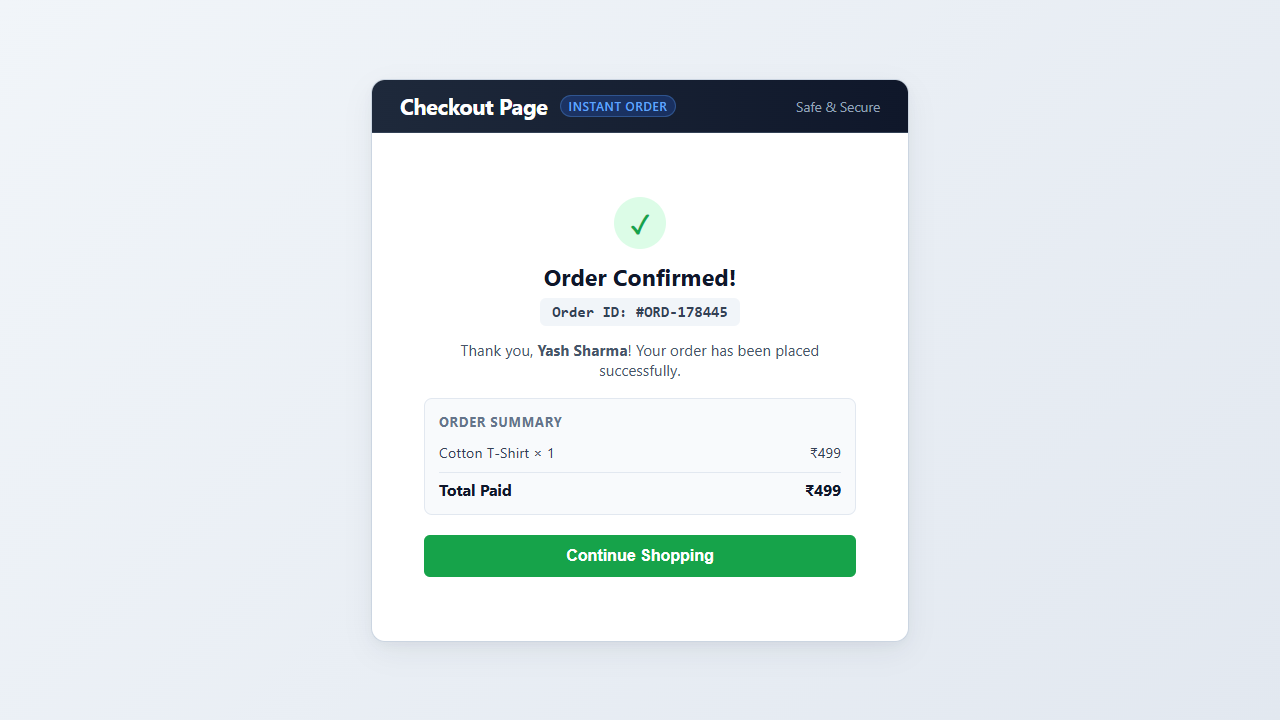 Checkout Page INSTANT ORDER Safe & Secure
✓
Order Confirmed!
Order ID: #ORD-178445
Thank you, Yash Sharma! Your order has been placed
successfully.
ORDER SUMMARY
Cotton T-Shirt × 1 ₹499
Total Paid ₹499
Continue Shopping